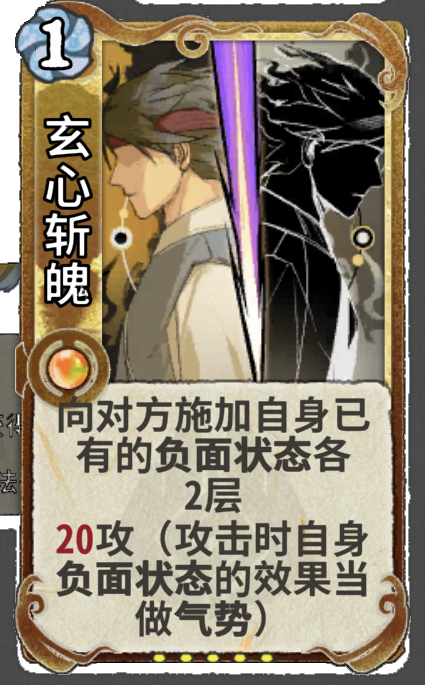 1
玄心斩魄
向对方施加自身已
有的负面状态各
2层
20攻（攻击时自身
负面状态的效果当
做气势）
法